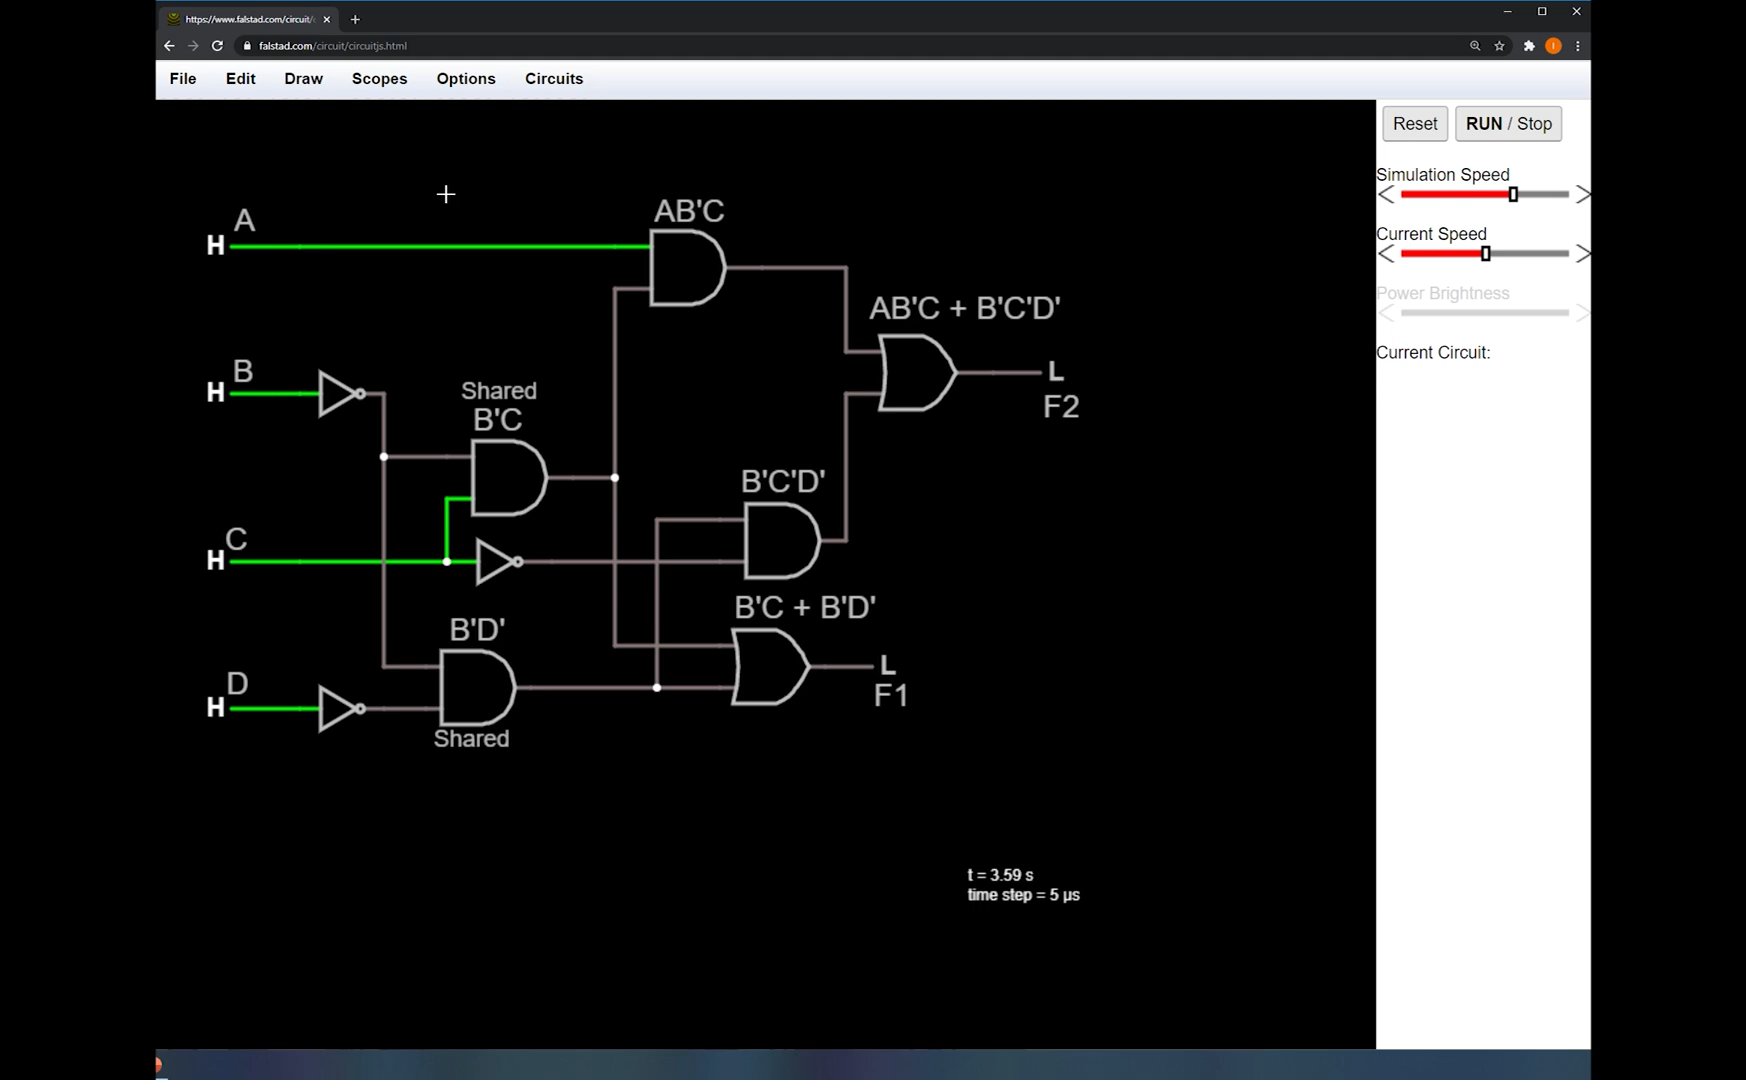 https://www.falstad.com/circuit/c
falstad.com/circuit/circuitjs.html
File Edit Draw Scopes Options Circuits
Reset RUN / Stop
Simulation Speed
Current Speed
Power Brightness
Current Circuit:
AB'C
A
H
AB'C + B'C'D'
B
H
L
F2
Shared
B'C
B'C'D'
C
H
B'C + B'D'
B'D'
D
H
L
F1
Shared
t = 3.59 s
time step = 5 μs